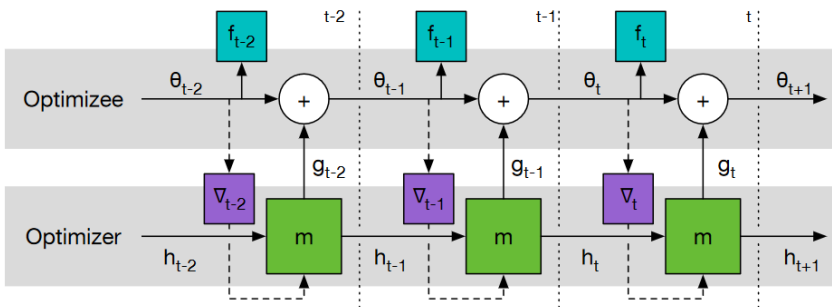 t-2 t-1 t
f_{t-2} f_{t-1} f_t
Optimizee θ_{t-2} + θ_{t-1} + θ_t + θ_{t+1}
g_{t-2} g_{t-1} g_t
∇_{t-2} ∇_{t-1} ∇_t
Optimizer m m m
h_{t-2} h_{t-1} h_t h_{t+1}